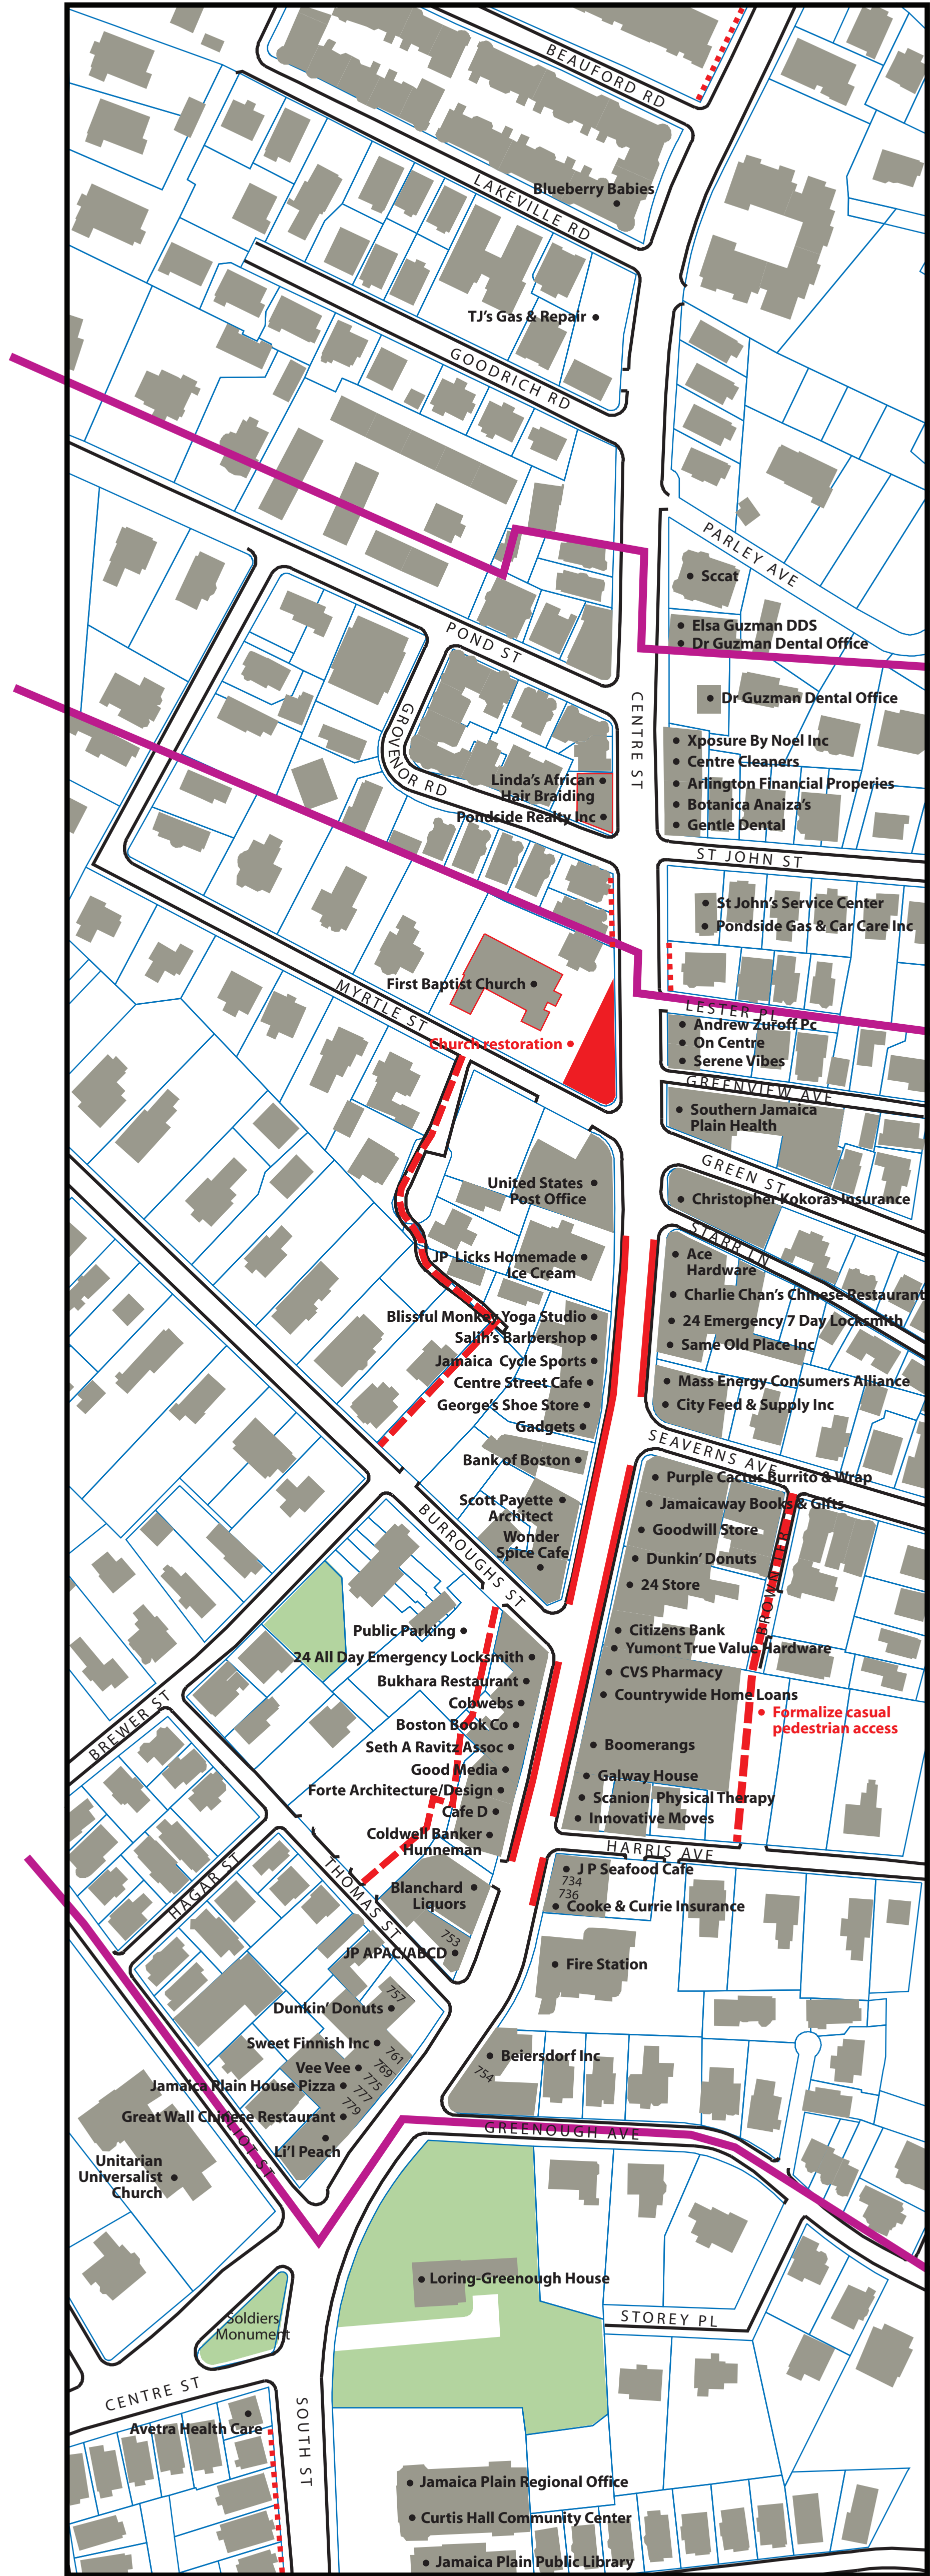 BEAUFORD RD
Blueberry Babies
LAKEVILLE RD
TJ's Gas & Repair
GOODRICH RD
PARLEY AVE
Sccat
Elsa Guzman DDS
Dr Guzman Dental Office
POND ST
CENTRE ST
Dr Guzman Dental Office
GROVENOR RD
Xposure By Noel Inc
Centre Cleaners
Linda's African
Hair Braiding
Arlington Financial Properies
Botanica Anaiza's
Pondside Realty Inc
Gentle Dental
ST JOHN ST
St John's Service Center
Pondside Gas & Car Care Inc
First Baptist Church
MYRTLE ST
LESTER PL
Andrew Zuroff Pc
On Centre
Church restoration
Serene Vibes
GREENVIEW AVE
Southern Jamaica
Plain Health
GREEN ST
United States
Post Office
Christopher Kokoras Insurance
STARR LN
JP Licks Homemade
Ice Cream
Ace
Hardware
Charlie Chan's Chinese Restaurant
Blissful Monkey Yoga Studio
24 Emergency 7 Day Locksmith
Salih's Barbershop
Same Old Place Inc
Jamaica Cycle Sports
Centre Street Cafe
Mass Energy Consumers Alliance
George's Shoe Store
City Feed & Supply Inc
Gadgets
SEAVERNS AVE
Bank of Boston
Purple Cactus Burrito & Wrap
Scott Payette
Architect
Jamaicaway Books & Gifts
BURROUGHS ST
Wonder
Spice Cafe
Goodwill Store
Dunkin' Donuts
24 Store
BROWN TER
Public Parking
Citizens Bank
Yumont True Value Hardware
24 All Day Emergency Locksmith
CVS Pharmacy
Bukhara Restaurant
Countrywide Home Loans
Cobwebs
Formalize casual
pedestrian access
BREWER ST
Boston Book Co
Seth A Ravitz Assoc
Boomerangs
Good Media
Galway House
Forte Architecture/Design
Scanlon Physical Therapy
Cafe D
Innovative Moves
Coldwell Banker
Hunneman
HARRIS AVE
HAGAR ST
THOMAS ST
J P Seafood Cafe
734
736
Blanchard
Liquors
Cooke & Currie Insurance
753
JP APAC/ABCD
Fire Station
757
Dunkin' Donuts
Sweet Finnish Inc
761
Beiersdorf Inc
754
Vee Vee
769
Jamaica Plain House Pizza
775
777
Great Wall Chinese Restaurant
779
ELIOT ST
GREENOUGH AVE
Li'l Peach
Unitarian
Universalist
Church
Loring-Greenough House
Soldiers
Monument
STOREY PL
CENTRE ST
SOUTH ST
Avetra Health Care
Jamaica Plain Regional Office
Curtis Hall Community Center
Jamaica Plain Public Library